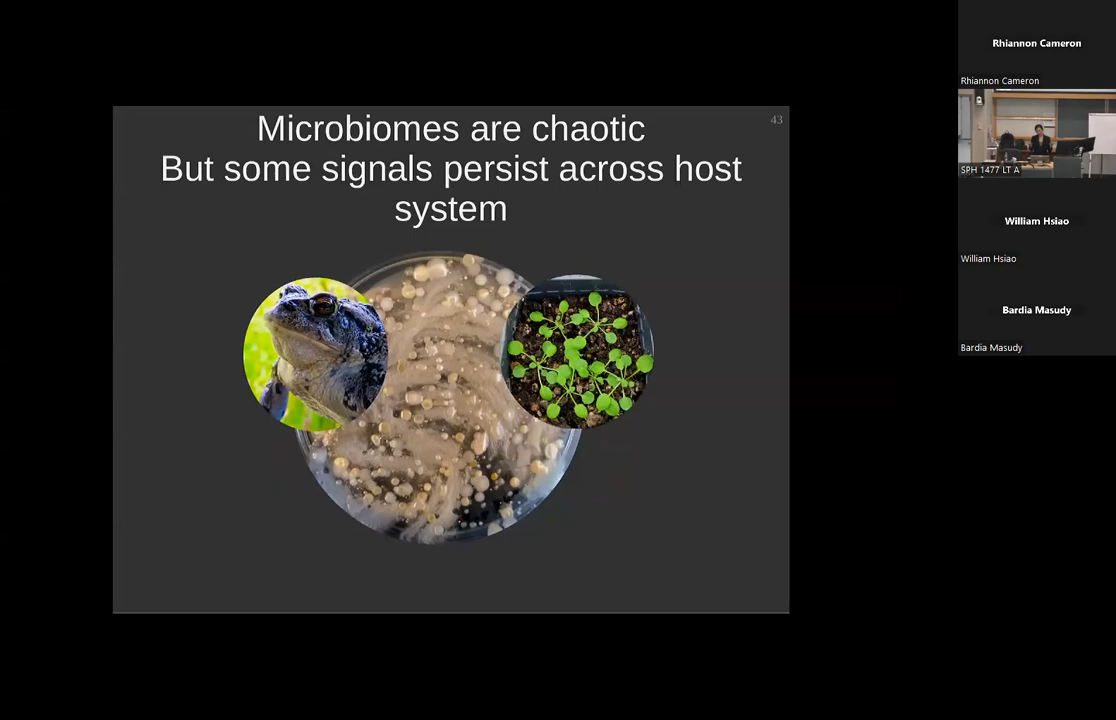 Microbiomes are chaotic
But some signals persist across host
system
43
Rhiannon Cameron
Rhiannon Cameron
SPH 1477 LT A
William Hsiao
William Hsiao
Bardia Masudy
Bardia Masudy